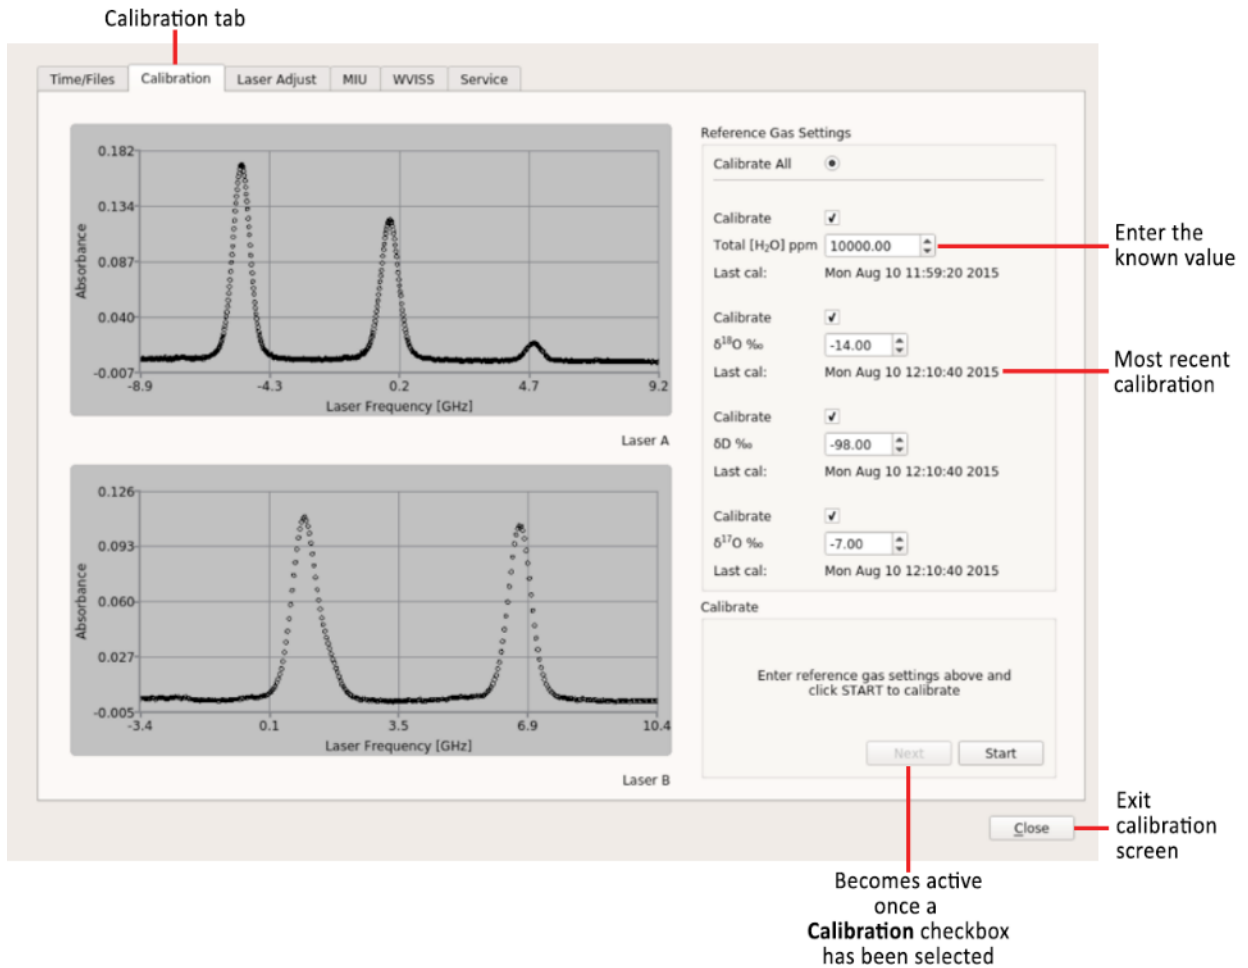 Calibration tab
Time/Files Calibration Laser Adjust MIU WVISS Service
0.182
0.134
0.087
0.040
-0.007
Absorbance
-8.9 -4.3 0.2 4.7 9.2
Laser Frequency [GHz]
Laser A
0.126
0.093
0.060
0.027
-0.005
Absorbance
-3.4 0.1 3.5 6.9 10.4
Laser Frequency [GHz]
Laser B
Reference Gas Settings
Calibrate All
Calibrate
Total [H₂O] ppm 10000.00
Last cal: Mon Aug 10 11:59:20 2015
Calibrate
δ¹⁸O ‰ -14.00
Last cal: Mon Aug 10 12:10:40 2015
Calibrate
δD ‰ -98.00
Last cal: Mon Aug 10 12:10:40 2015
Calibrate
δ¹⁷O ‰ -7.00
Last cal: Mon Aug 10 12:10:40 2015
Calibrate
Enter reference gas settings above and
click START to calibrate
Next Start
Close
Enter the
known value
Most recent
calibration
Exit
calibration
screen
Becomes active
once a
Calibration checkbox
has been selected